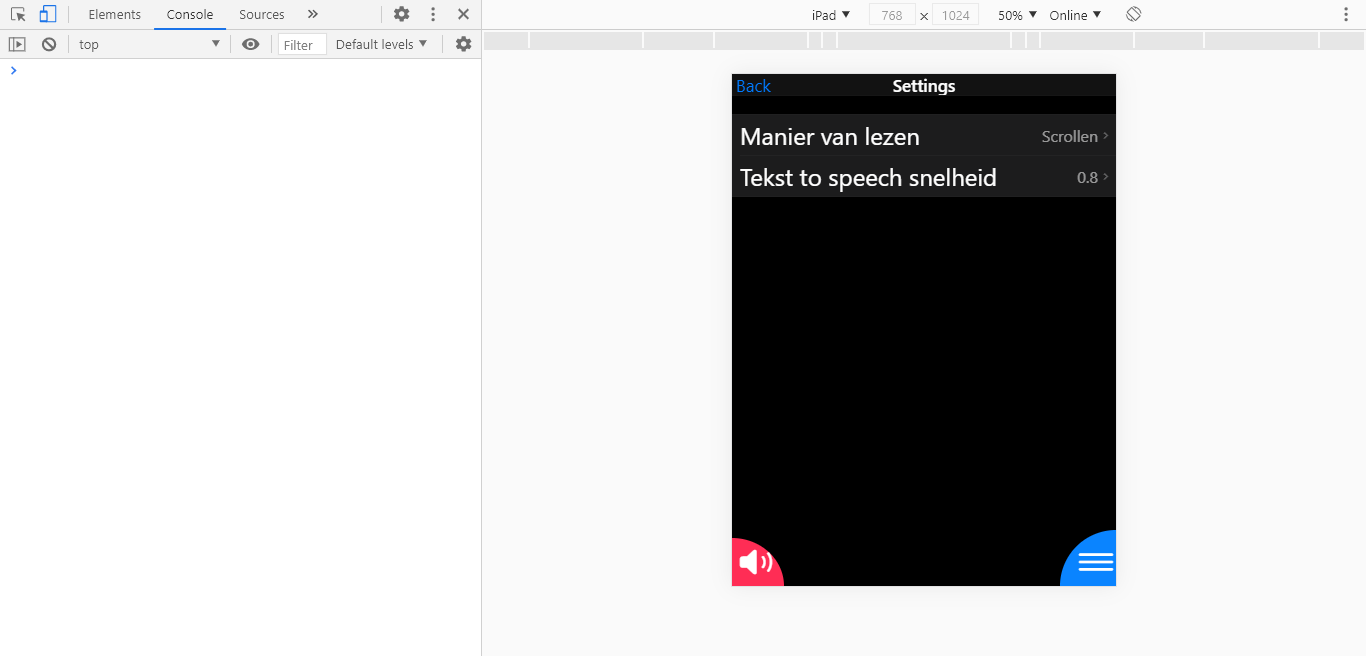 Elements Console Sources
top Filter Default levels
iPad 768 × 1024 50% Online
Back Settings
Manier van lezen Scrollen
Tekst to speech snelheid 0.8